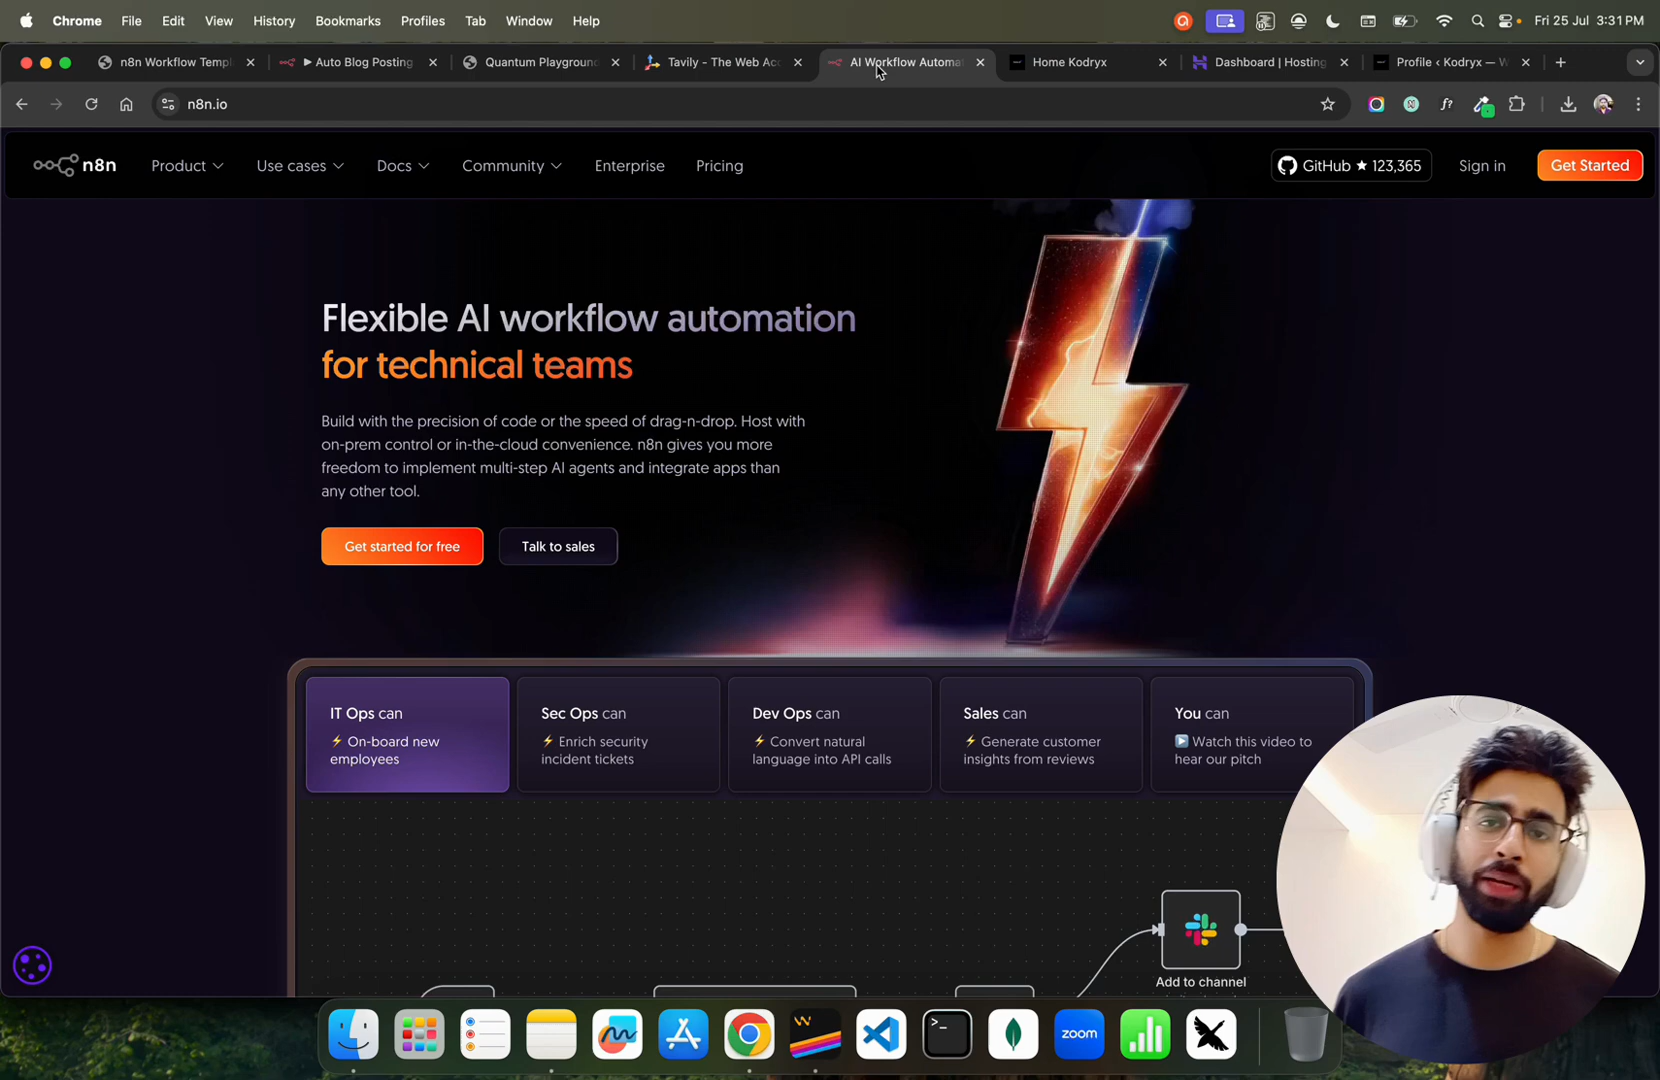 Chrome File Edit View History Bookmarks Profiles Tab Window Help Fri 25 Jul 3:31 PM
n8n Workflow Templ Auto Blog Posting Quantum Playground Tavily - The Web Acc AI Workflow Automat Home Kodryx Dashboard | Hosting Profile ‹ Kodryx — W
n8n.io
n8n Product Use cases Docs Community Enterprise Pricing GitHub ★ 123,365 Sign in Get Started
Flexible AI workflow automation
for technical teams
Build with the precision of code or the speed of drag-n-drop. Host with
on-prem control or in-the-cloud convenience. n8n gives you more
freedom to implement multi-step AI agents and integrate apps than
any other tool.
Get started for free Talk to sales
IT Ops can Sec Ops can Dev Ops can Sales can You can
⚡ On-board new ⚡ Enrich security ⚡ Convert natural ⚡ Generate customer ▶️ Watch this video to
employees incident tickets language into API calls insights from reviews hear our pitch
Add to channel
zoom